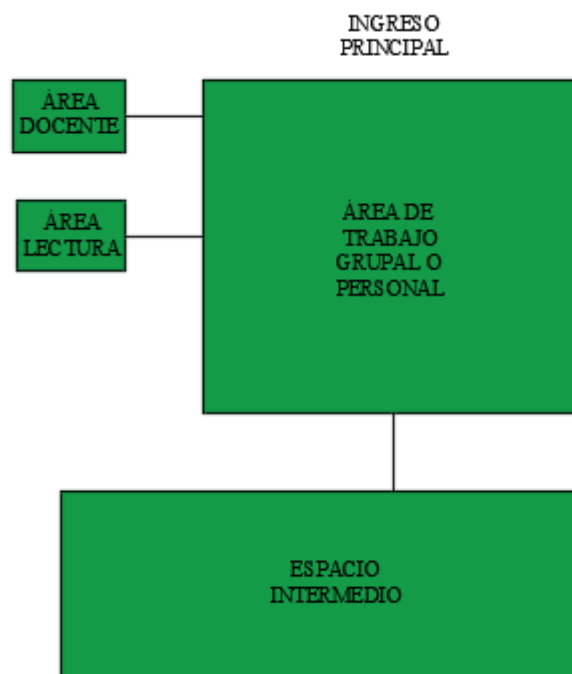 INGRESO
PRINCIPAL
ÁREA
DOCENTE
ÁREA
LECTURA
ÁREA DE
TRABAJO
GRUPAL O
PERSONAL
ESPACIO
INTERMEDIO